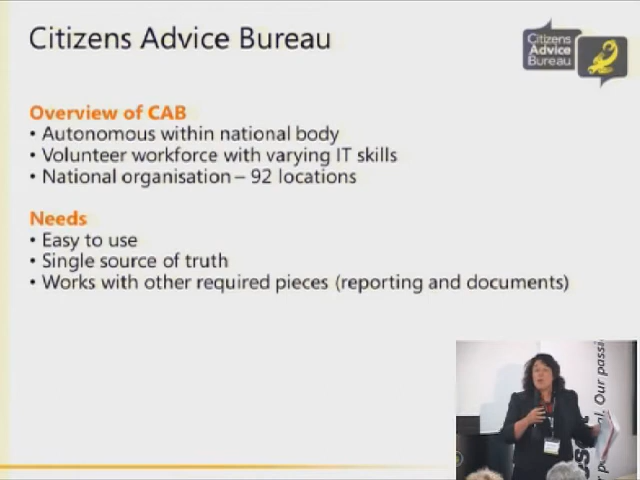 Citizens Advice Bureau
Citizens
Advice
Bureau
Overview of CAB
• Autonomous within national body
• Volunteer workforce with varying IT skills
• National organisation – 92 locations
Needs
• Easy to use
• Single source of truth
• Works with other required pieces (reporting and documents)
Our passi